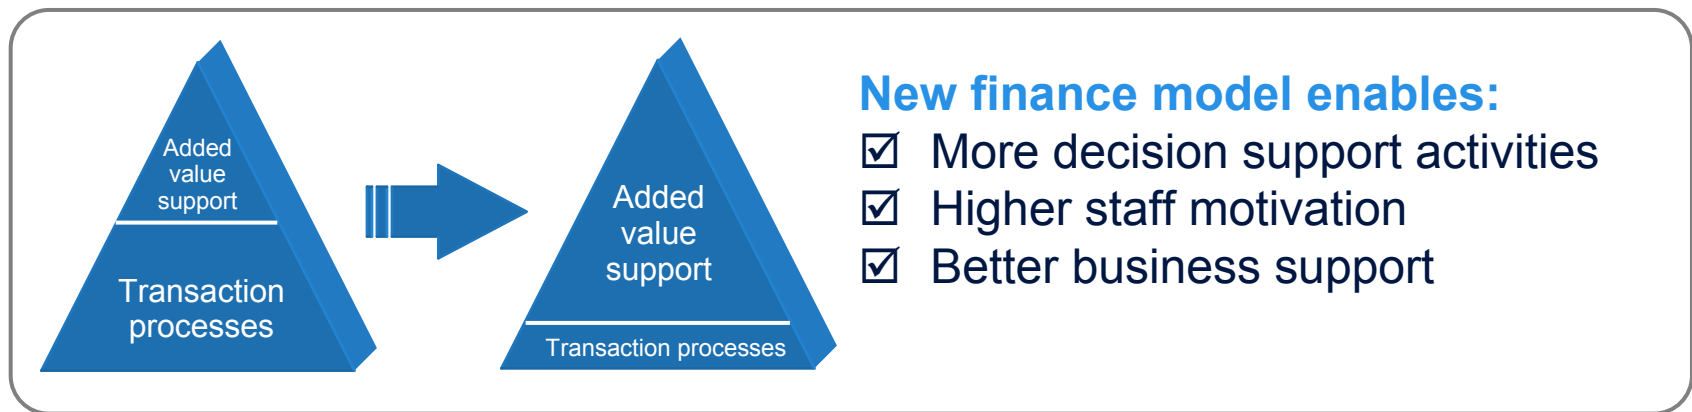 Added
value
support
Transaction
processes
Added
value
support
Transaction processes
New finance model enables:
☑ More decision support activities
☑ Higher staff motivation
☑ Better business support